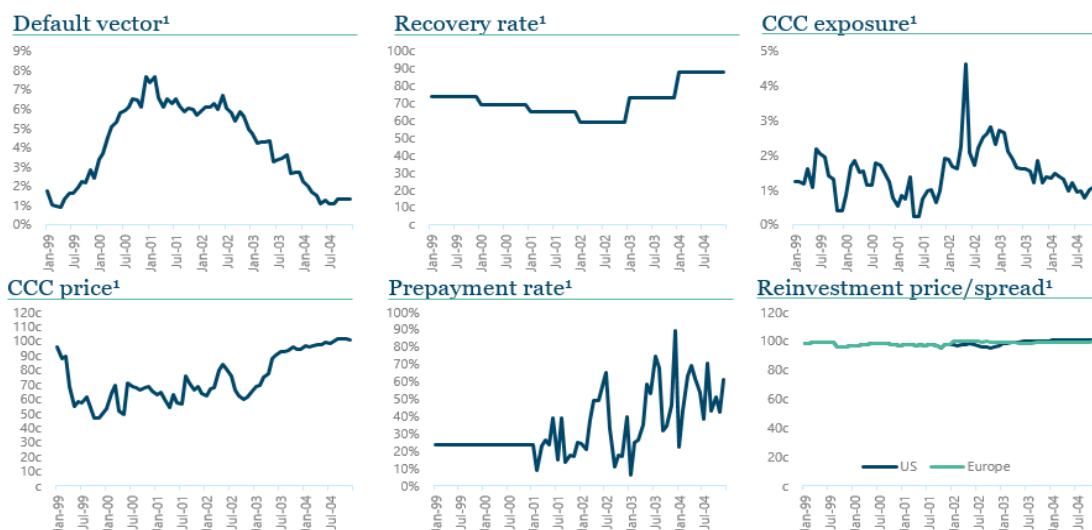 Default vector¹
9%
8%
7%
6%
5%
4%
3%
2%
1%
0%
Jan-99
Jul-99
Jan-00
Jul-00
Jan-01
Jul-01
Jan-02
Jul-02
Jan-03
Jul-03
Jan-04
Jul-04
Recovery rate¹
100c
90c
80c
70c
60c
50c
40c
30c
20c
10c
c
Jan-99
Jul-99
Jan-00
Jul-00
Jan-01
Jul-01
Jan-02
Jul-02
Jan-03
Jul-03
Jan-04
Jul-04
CCC exposure¹
5%
4%
3%
2%
1%
0%
Jan-99
Jul-99
Jan-00
Jul-00
Jan-01
Jul-01
Jan-02
Jul-02
Jan-03
Jul-03
Jan-04
Jul-04
CCC price¹
120c
110c
100c
90c
80c
70c
60c
50c
40c
30c
20c
10c
c
Jan-99
Jul-99
Jan-00
Jul-00
Jan-01
Jul-01
Jan-02
Jul-02
Jan-03
Jul-03
Jan-04
Jul-04
Prepayment rate¹
100%
90%
80%
70%
60%
50%
40%
30%
20%
10%
0%
Jan-99
Jul-99
Jan-00
Jul-00
Jan-01
Jul-01
Jan-02
Jul-02
Jan-03
Jul-03
Jan-04
Jul-04
Reinvestment price/spread¹
120c
100c
80c
60c
40c
20c
c
US
Europe
Jan-99
Jul-99
Jan-00
Jul-00
Jan-01
Jul-01
Jan-02
Jul-02
Jan-03
Jul-03
Jan-04
Jul-04